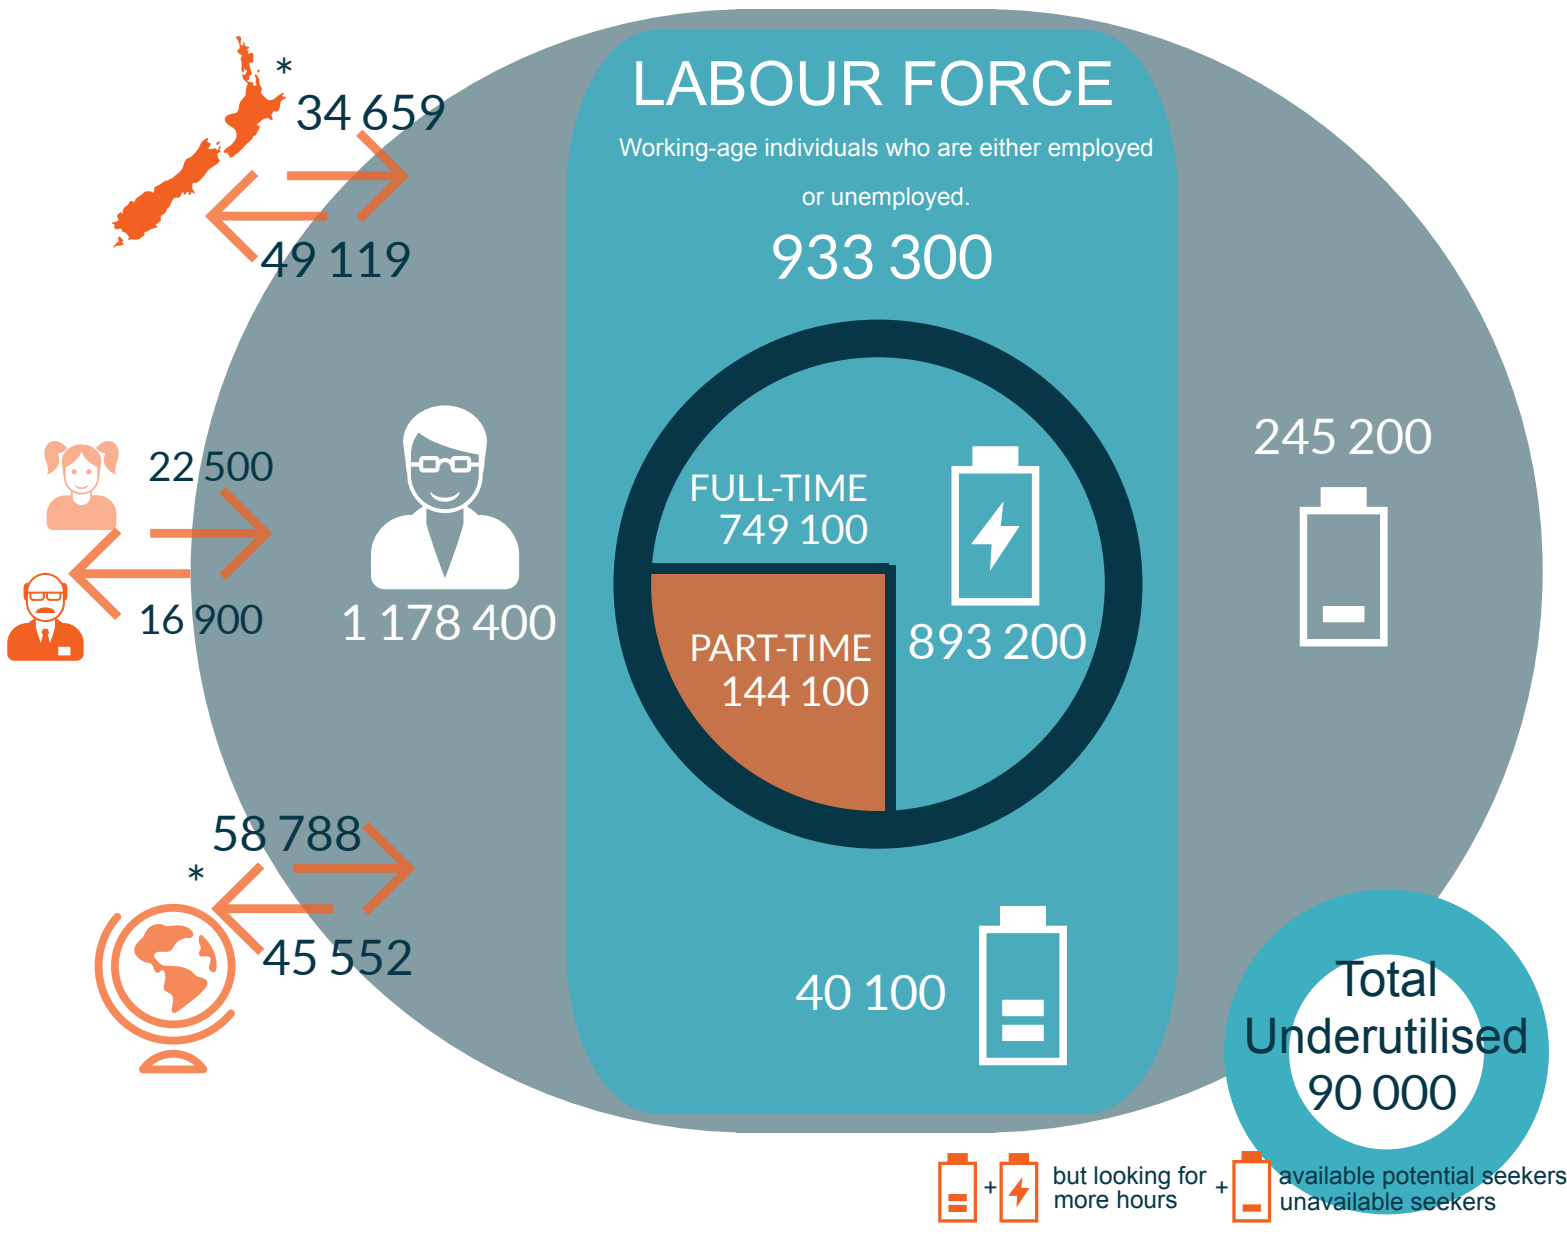 *
34 659
49 119
LABOUR FORCE
Working-age individuals who are either employed
or unemployed.
933 300
22 500
16 900
1 178 400
FULL-TIME
749 100
PART-TIME
144 100
893 200
245 200
58 788
*
45 552
40 100
Total
Underutilised
90 000
+
but looking for
more hours
+
available potential seekers
unavailable seekers